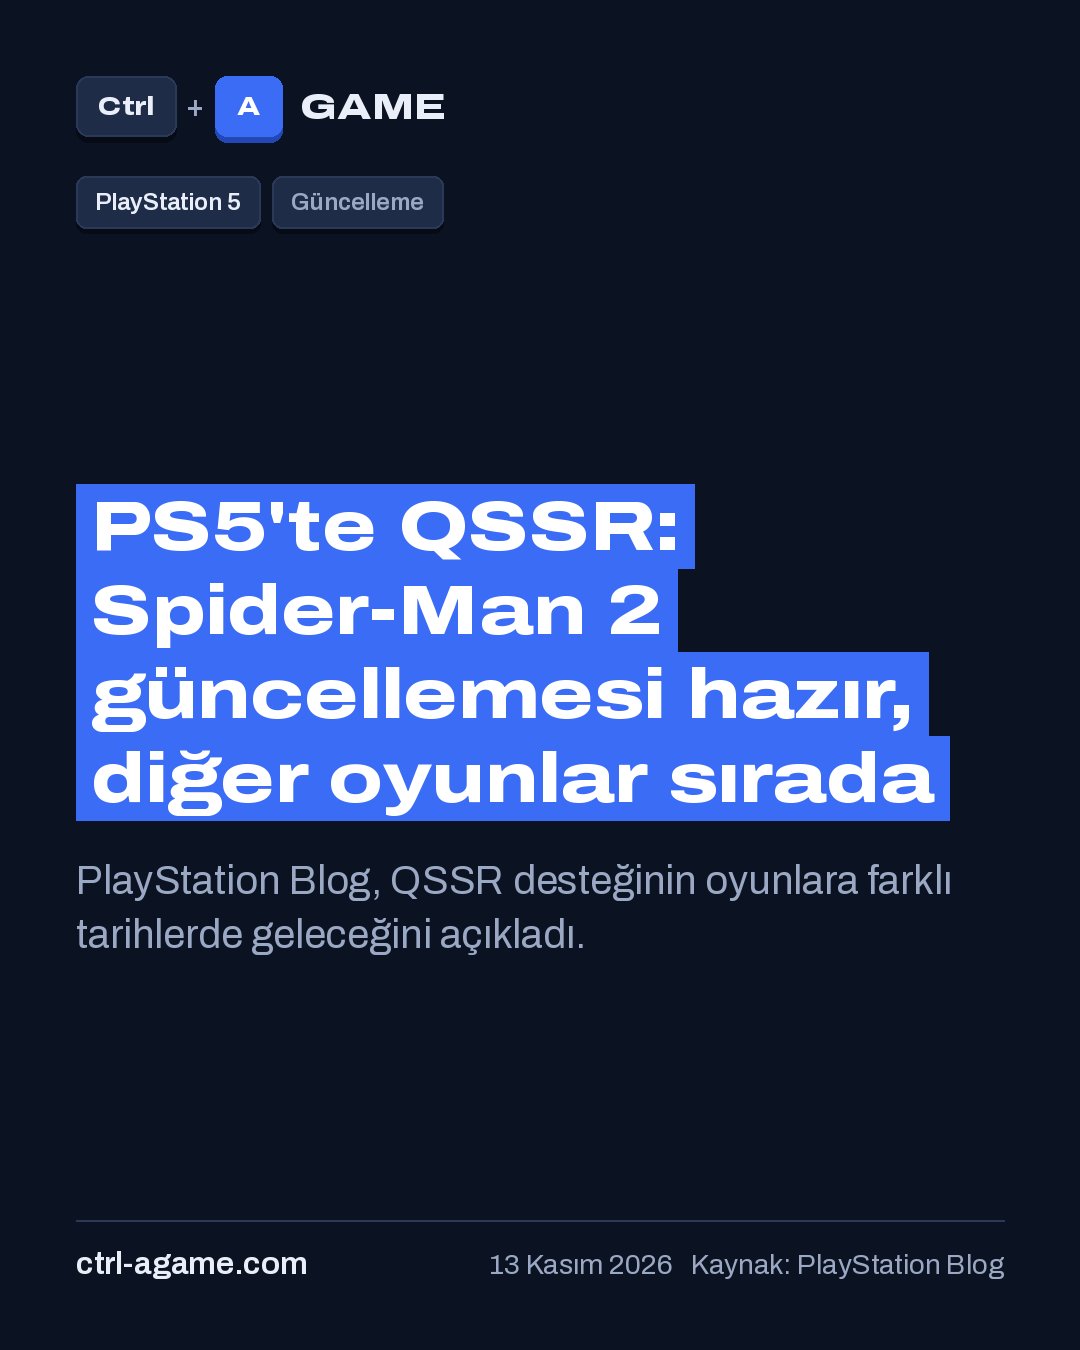 Ctrl + A GAME
PlayStation 5 Güncelleme
PS5'te QSSR:
Spider-Man 2
güncellemesi hazır,
diğer oyunlar sırada
PlayStation Blog, QSSR desteğinin oyunlara farklı
tarihlerde geleceğini açıkladı.
ctrl-agame.com 13 Kasım 2026 Kaynak: PlayStation Blog